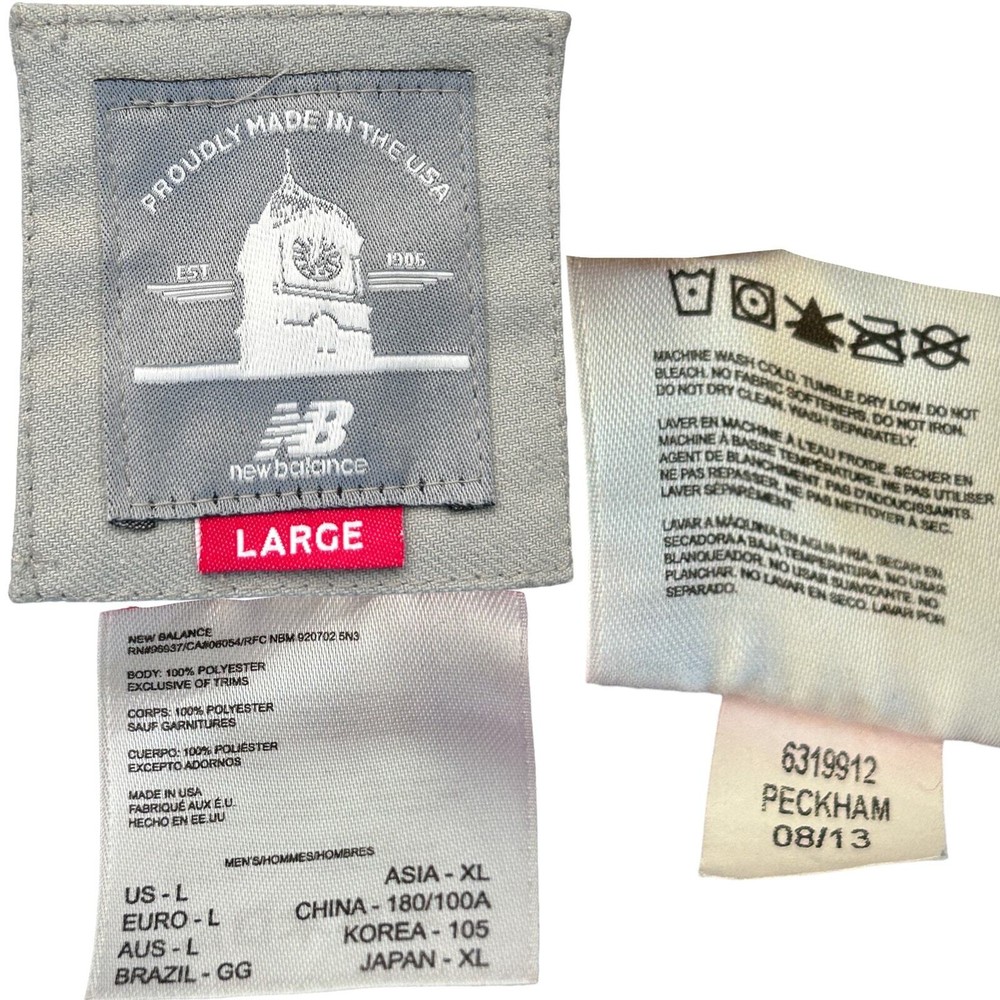 PROUDLY MADE IN THE USA
EST 1906
NB
new balance
LARGE
MACHINE WASH COLD. TUMBLE DRY LOW. DO NOT
BLEACH. NO FABRIC SOFTENERS. DO NOT IRON.
DO NOT DRY CLEAN. WASH SEPARATELY.
LAVER EN MACHINE À L'EAU FROIDE. SÉCHER EN
MACHINE À BASSE TEMPÉRATURE. NE PAS UTILISER
AGENT DE BLANCHIMENT. PAS D'ADOUCISSANTS.
NE PAS REPASSER. NE PAS NETTOYER À SEC.
LAVER SÉPARÉMENT.
LAVAR A MÁQUINA EN AGUA FRÍA. SECAR EN
SECADORA A BAJA TEMPERATURA. NO USAR
BLANQUEADOR. NO USAR SUAVIZANTE. NO
PLANCHAR. NO LAVAR EN SECO. LAVAR POR
SEPARADO.
6319912
PECKHAM
08/13
NEW BALANCE
RN#96937/CA#06054/RFC NBM 920702 5N3
BODY: 100% POLYESTER
EXCLUSIVE OF TRIMS
CORPS: 100% POLYESTER
SAUF GARNITURES
CUERPO: 100% POLIÉSTER
EXCEPTO ADORNOS
MADE IN USA
FABRIQUÉ AUX É.U.
HECHO EN EE.UU
MEN'S/HOMMES/HOMBRES
US - L
EURO - L
AUS - L
BRAZIL - GG
ASIA - XL
CHINA - 180/100A
KOREA - 105
JAPAN - XL